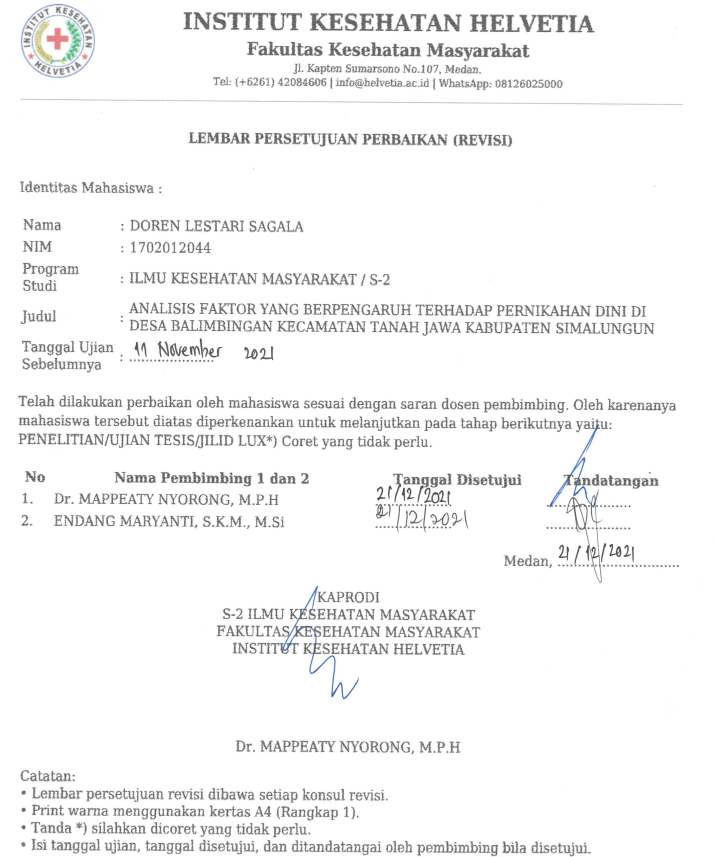 INSTITUT KESEHATAN
HELVETIA
INSTITUT KESEHATAN HELVETIA
Fakultas Kesehatan Masyarakat
Jl. Kapten Sumarsono No.107, Medan.
Tel: (+6261) 42084606 | info@helvetia.ac.id | WhatsApp: 08126025000
LEMBAR PERSETUJUAN PERBAIKAN (REVISI)
Identitas Mahasiswa :
Nama : DOREN LESTARI SAGALA
NIM : 1702012044
Program Studi : ILMU KESEHATAN MASYARAKAT / S-2
Judul : ANALISIS FAKTOR YANG BERPENGARUH TERHADAP PERNIKAHAN DINI DI
DESA BALIMBINGAN KECAMATAN TANAH JAWA KABUPATEN SIMALUNGUN
Tanggal Ujian Sebelumnya : 11 November 2021
Telah dilakukan perbaikan oleh mahasiswa sesuai dengan saran dosen pembimbing. Oleh karenanya
mahasiswa tersebut diatas diperkenankan untuk melanjutkan pada tahap berikutnya yaitu:
PENELITIAN/UJIAN TESIS/JILID LUX*) Coret yang tidak perlu.
No Nama Pembimbing 1 dan 2 Tanggal Disetujui Tandatangan
1. Dr. MAPPEATY NYORONG, M.P.H 21/12/2021
2. ENDANG MARYANTI, S.K.M., M.Si 21/12/2021
Medan, 21/12/2021
KAPRODI
S-2 ILMU KESEHATAN MASYARAKAT
FAKULTAS KESEHATAN MASYARAKAT
INSTITUT KESEHATAN HELVETIA
Dr. MAPPEATY NYORONG, M.P.H
Catatan:
• Lembar persetujuan revisi dibawa setiap konsul revisi.
• Print warna menggunakan kertas A4 (Rangkap 1).
• Tanda *) silahkan dicoret yang tidak perlu.
• Isi tanggal ujian, tanggal disetujui, dan ditandatangai oleh pembimbing bila disetujui.